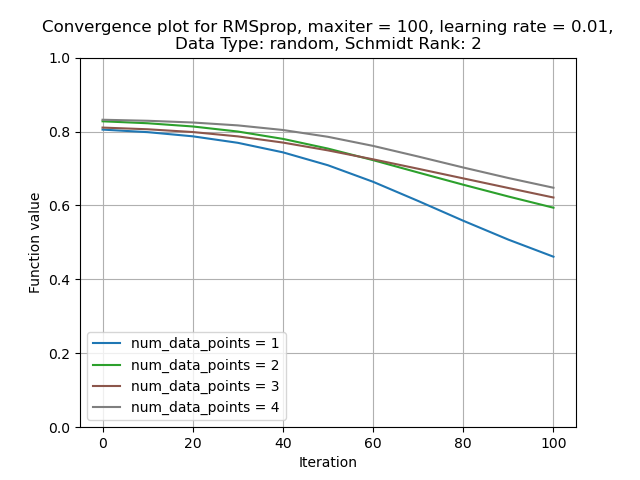 Convergence plot for RMSprop, maxiter = 100, learning rate = 0.01,
Data Type: random, Schmidt Rank: 2
Function value
1.0
0.8
0.6
0.4
0.2
0.0
num_data_points = 1
num_data_points = 2
num_data_points = 3
num_data_points = 4
0 20 40 60 80 100
Iteration